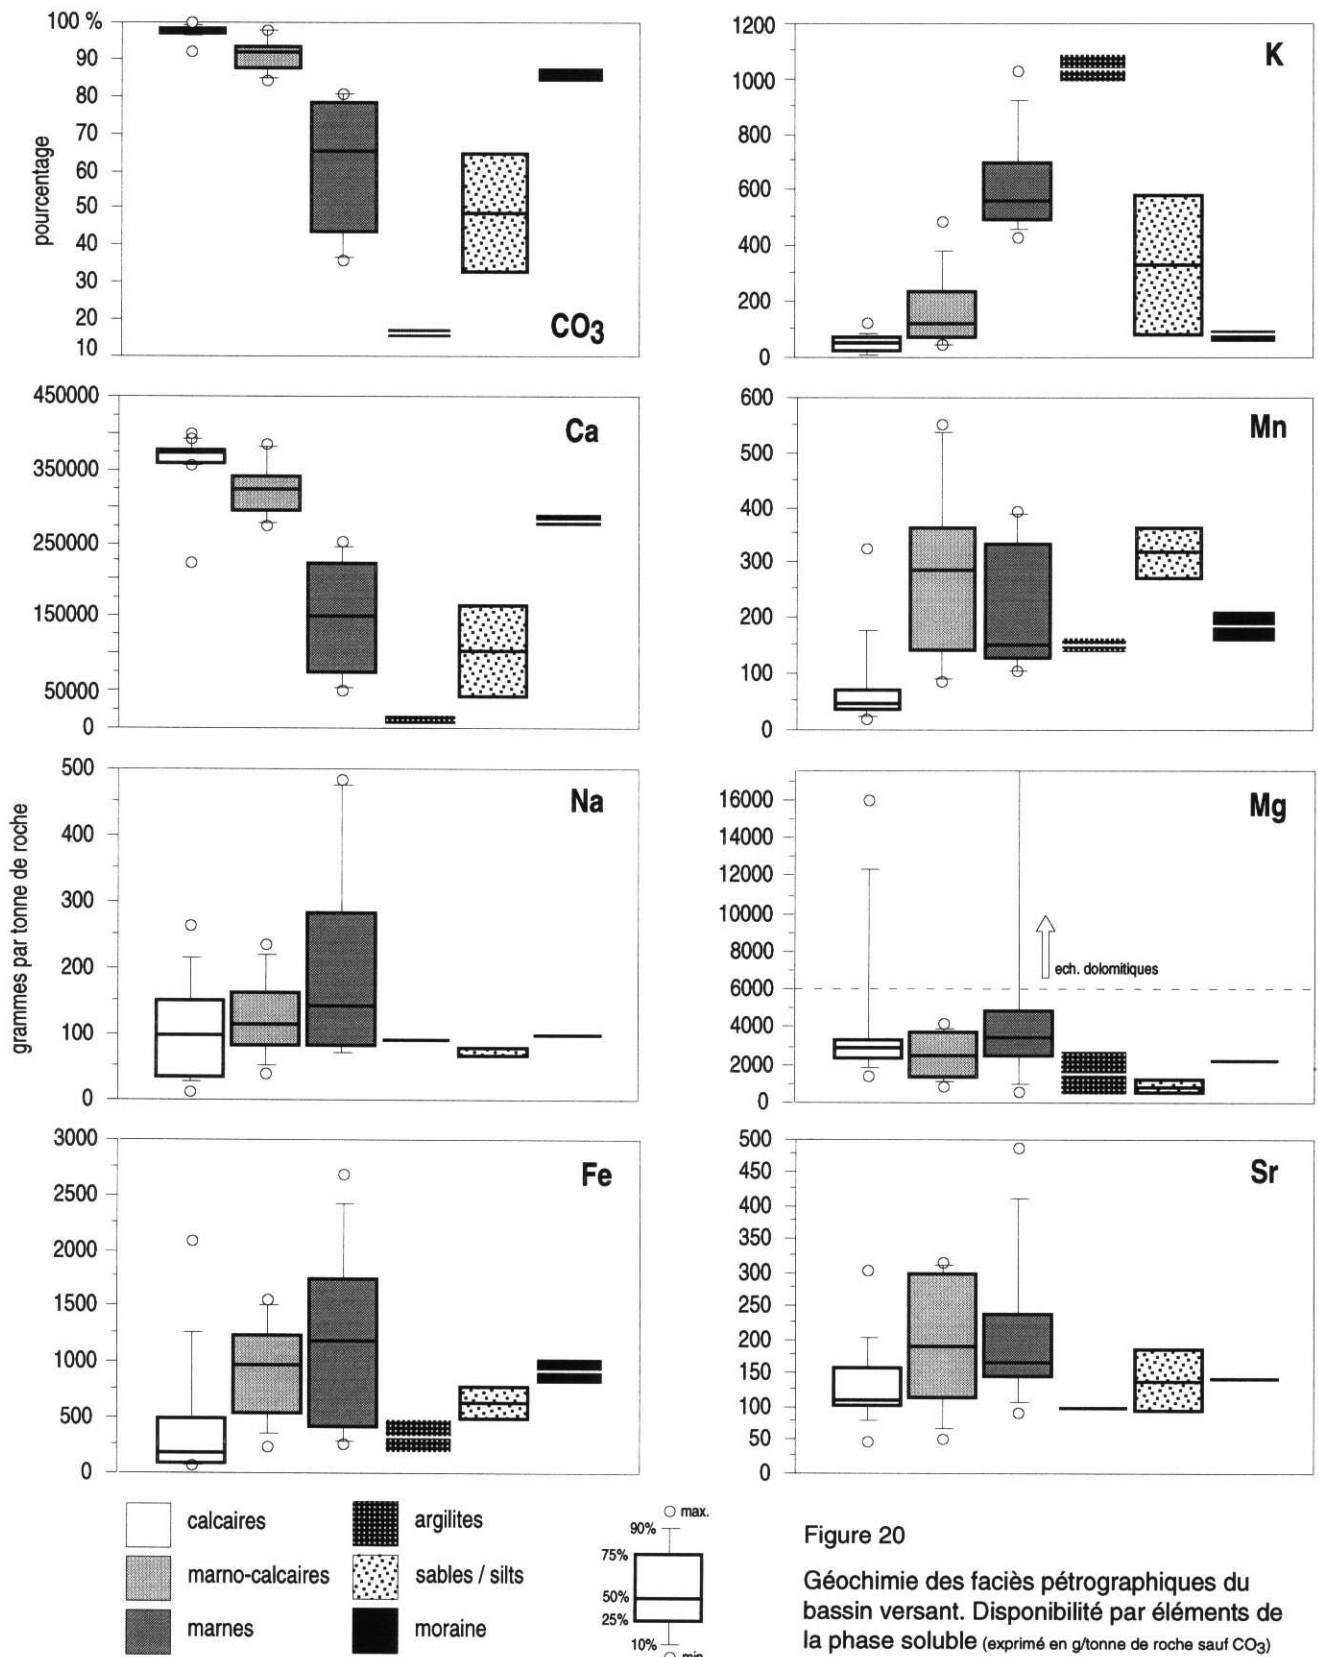 100 %
90
80
70
60
50
40
30
20
10
pourcentage
CO3
1200
1000
800
600
400
200
0
K
450000
350000
250000
150000
50000
0
Ca
600
500
400
300
200
100
0
Mn
500
400
300
200
100
0
grammes par tonne de roche
Na
16000
14000
12000
10000
8000
6000
4000
2000
0
Mg
ech. dolomitiques
3000
2500
2000
1500
1000
500
0
Fe
500
450
400
350
300
250
200
150
100
50
0
Sr
calcaires
marno-calcaires
marnes
argilites
sables / silts
moraine
max.
90%
75%
50%
25%
10%
min
Figure 20
Géochimie des faciès pétrographiques du
bassin versant. Disponibilité par éléments de
la phase soluble (exprimé en g/tonne de roche sauf CO3)